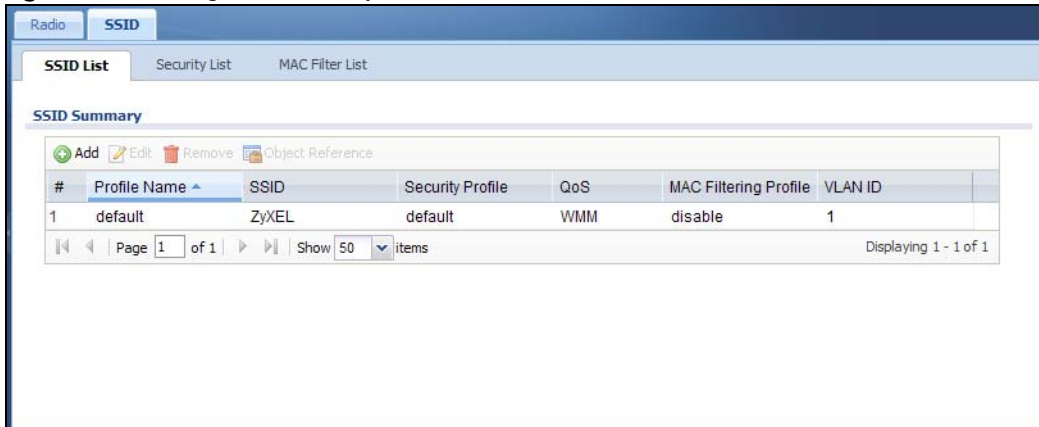 Radio SSID
SSID List Security List MAC Filter List
SSID Summary
Add Edit Remove Object Reference
# Profile Name SSID Security Profile QoS MAC Filtering Profile VLAN ID
1 default ZyXEL default WMM disable 1
Page 1 of 1 Show 50 items Displaying 1 - 1 of 1